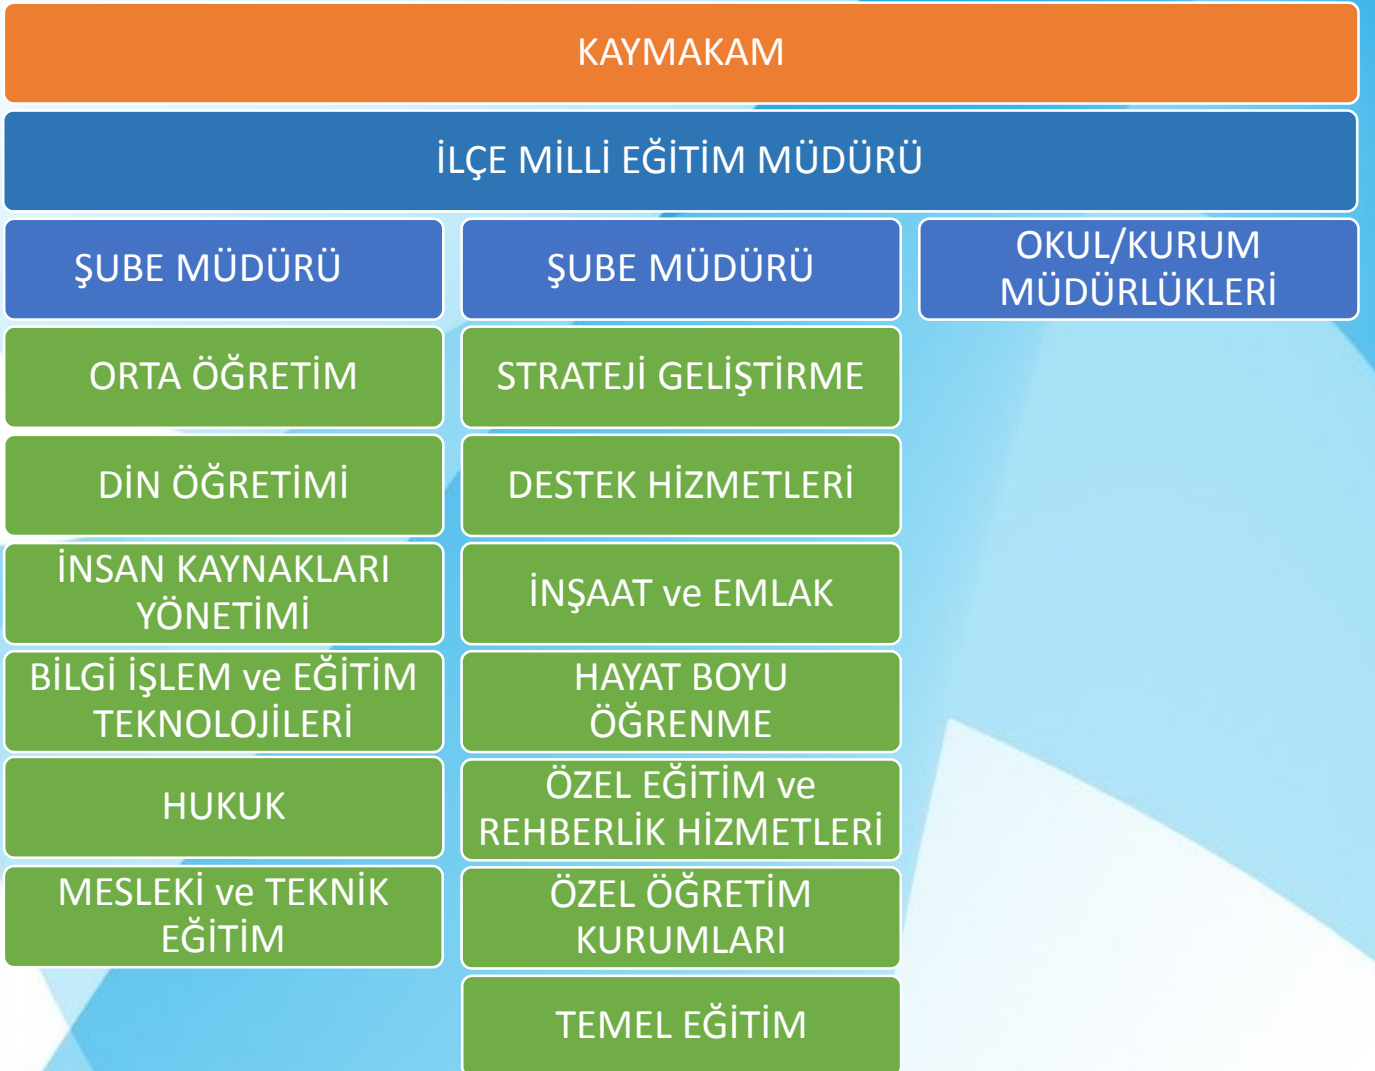 KAYMAKAM
İLÇE MİLLİ EĞİTİM MÜDÜRÜ
ŞUBE MÜDÜRÜ
ORTA ÖĞRETİM
DİN ÖĞRETİMİ
İNSAN KAYNAKLARI
YÖNETİMİ
BİLGİ İŞLEM ve EĞİTİM
TEKNOLOJİLERİ
HUKUK
MESLEKİ ve TEKNİK
EĞİTİM
ŞUBE MÜDÜRÜ
STRATEJİ GELİŞTİRME
DESTEK HİZMETLERİ
İNŞAAT ve EMLAK
HAYAT BOYU
ÖĞRENME
ÖZEL EĞİTİM ve
REHBERLİK HİZMETLERİ
ÖZEL ÖĞRETİM
KURUMLARI
TEMEL EĞİTİM
OKUL/KURUM
MÜDÜRLÜKLERİ